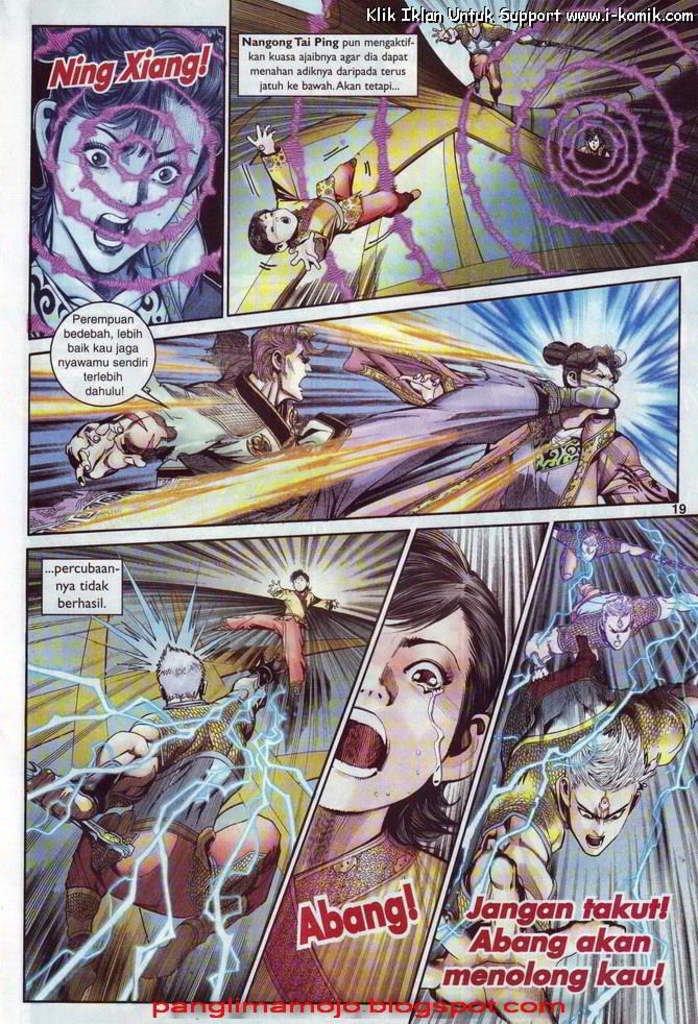 Klik Iklan Untuk Support www.i-komik.com
Ning Xiang!
Nangong Tai Ping pun mengaktif-
kan kuasa ajaibnya agar dia dapat
menahan adiknya daripada terus
jatuh ke bawah. Akan tetapi...
Perempuan
bedebah, lebih
baik kau jaga
nyawamu sendiri
terlebih
dahulu!
19
...percubaan-
nya tidak
berhasil.
Abang!
Jangan takut!
Abang akan
menolong kau!
panglimamojo.blogspot.com